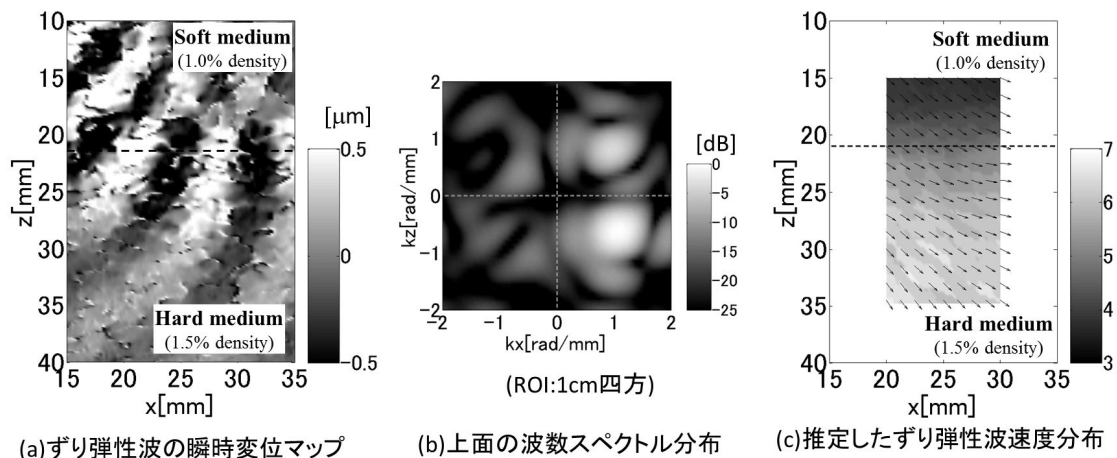 10
15
20
25
30
35
40
z[mm]
15
20
25
30
35
x[mm]
Soft medium
(1.0% density)
Hard medium
(1.5% density)
[μm]
0.5
0
−0.5
(a)ずり弾性波の瞬時変位マップ
2
1
0
-1
−2
kz[rad/mm]
−2
−1
0
1
2
kx[rad/mm]
[dB]
0
−5
−10
−15
−20
−25
(ROI:1cm四方)
(b)上面の波数スペクトル分布
10
15
20
25
30
35
40
z[mm]
15
20
25
30
35
x[mm]
Soft medium
(1.0% density)
Hard medium
(1.5% density)
7
6
5
4
3
(c)推定したずり弾性波速度分布